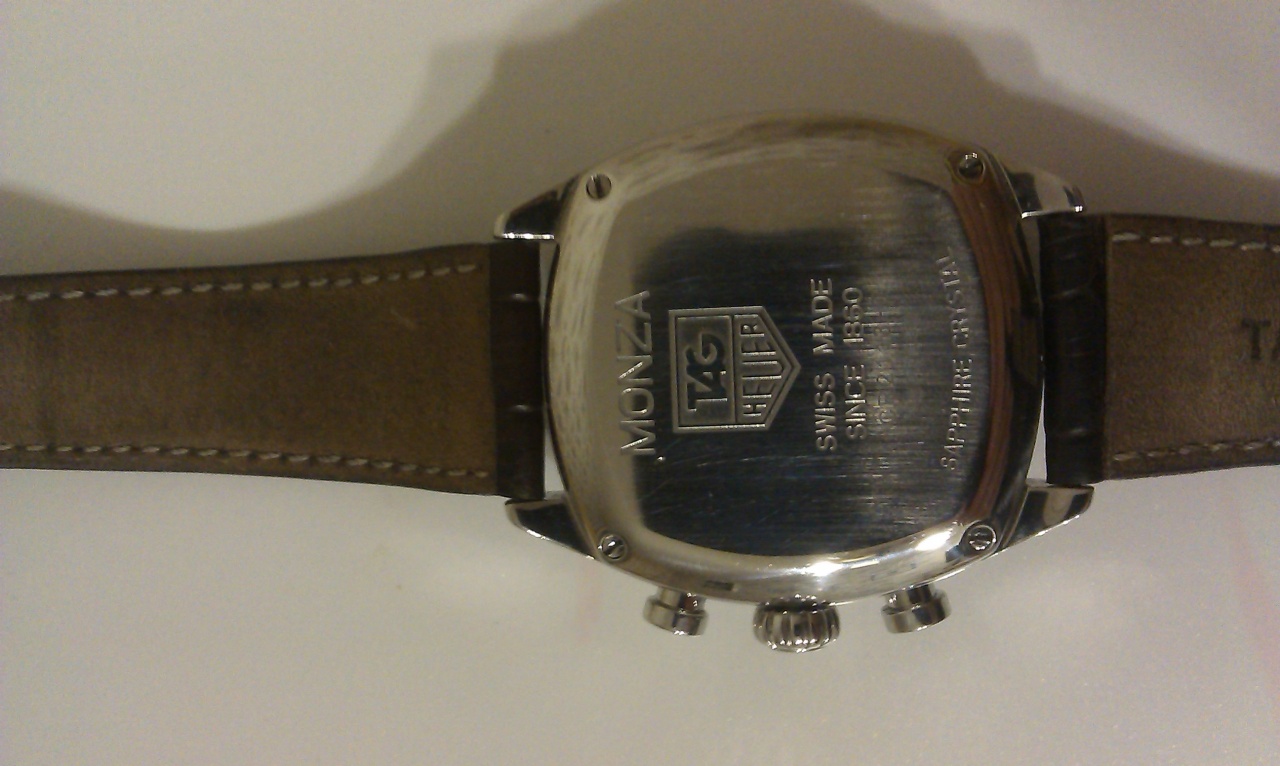 MONZA
TAG
HEUER
SWISS MADE
SINCE 1860
SAPPHIRE CRYSTAL